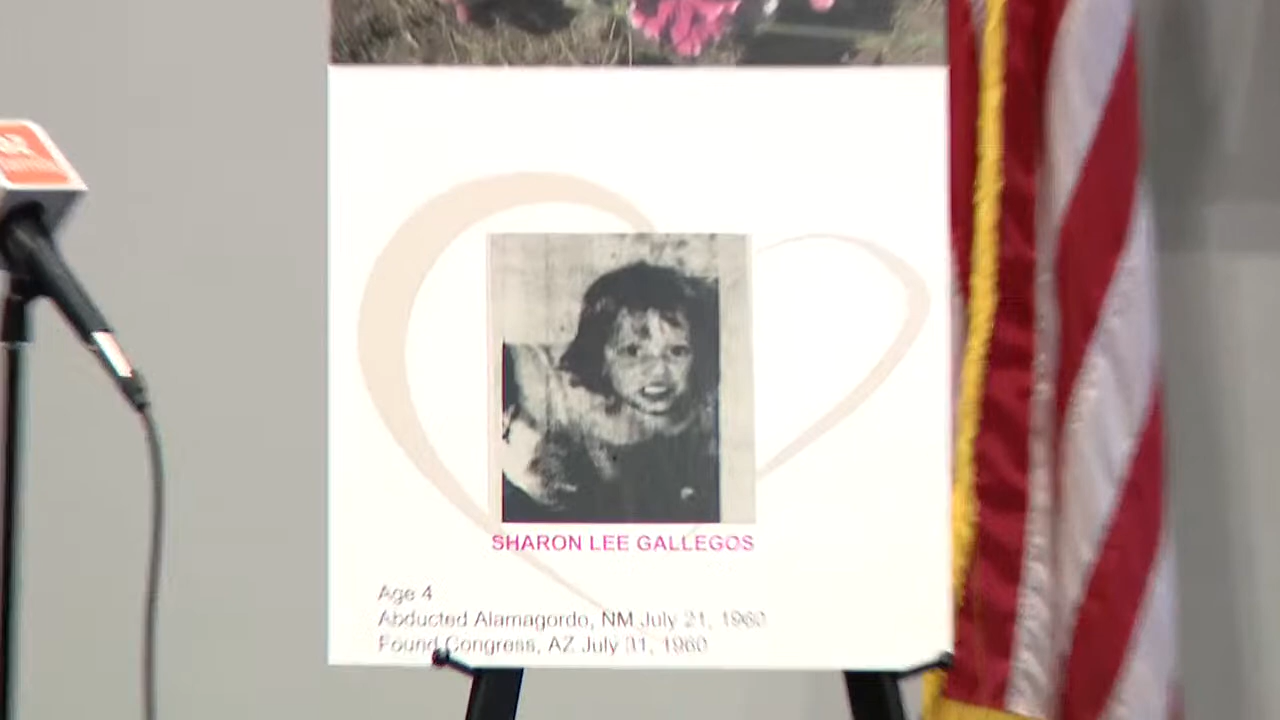 SHARON LEE GALLEGOS
Age 4
Abducted Alamagordo, NM July 21, 1960
Found Congress, AZ July 31, 1960